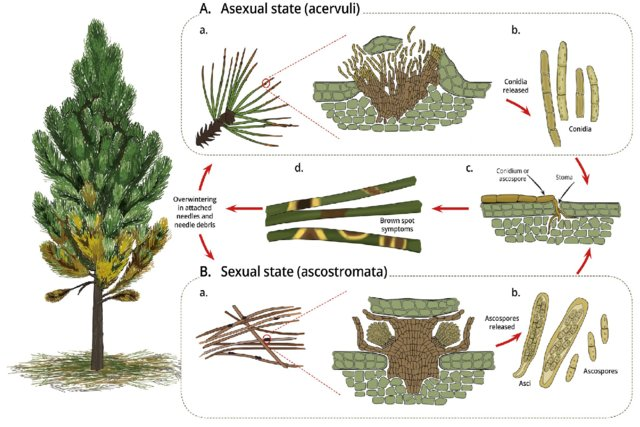 A. Asexual state (acervuli)
a.
b.
Conidia
released
Conidia
Overwintering
in attached
needles and
needle debris
d.
Brown spot
symptoms
c.
Conidium or
ascospore
Stoma
B. Sexual state (ascostromata)
a.
b.
Ascospores
released
Asci
Ascospores